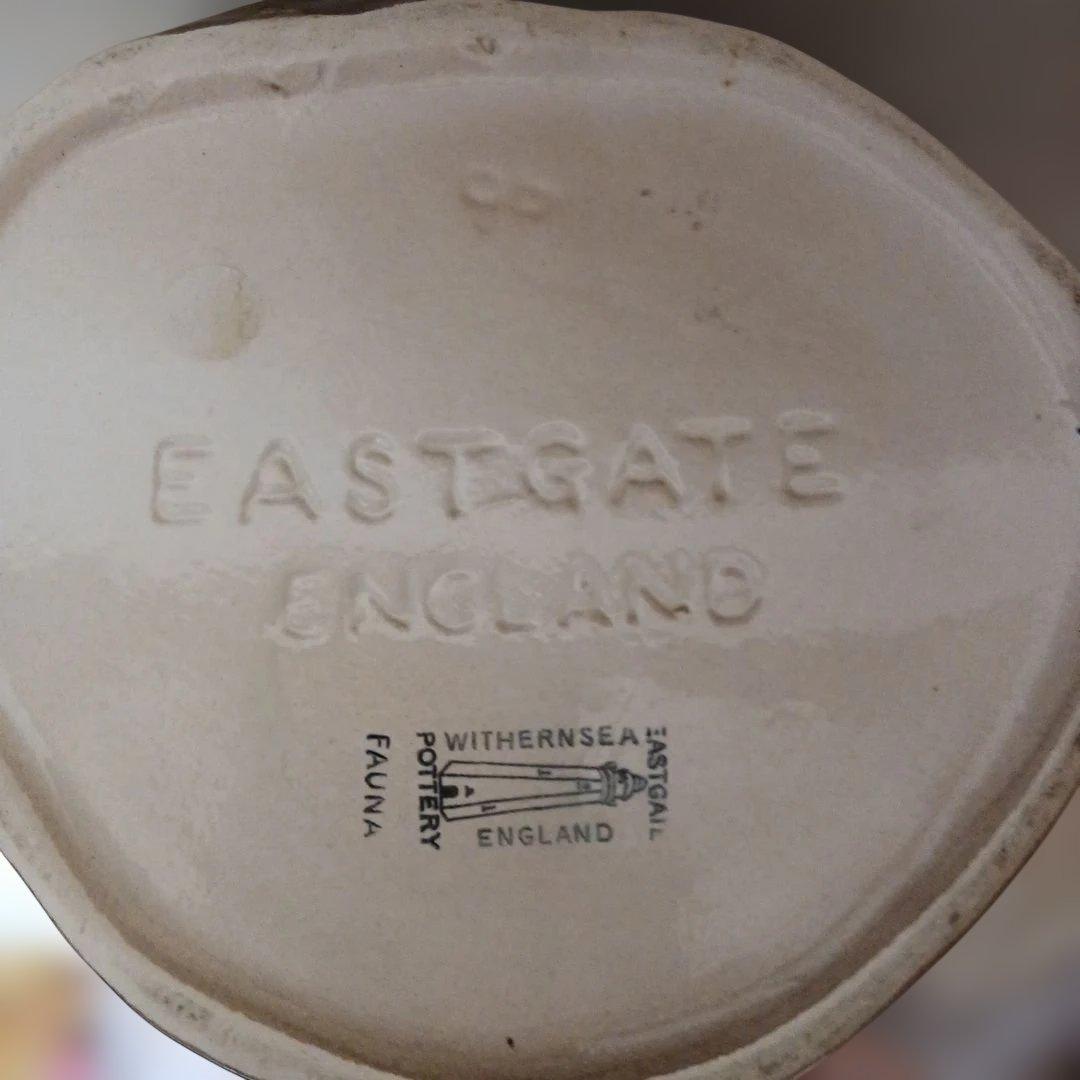 EASTGATE
ENGLAND
EASTGATE
WITHERNSEA
ENGLAND
POTTERY
FAUNA